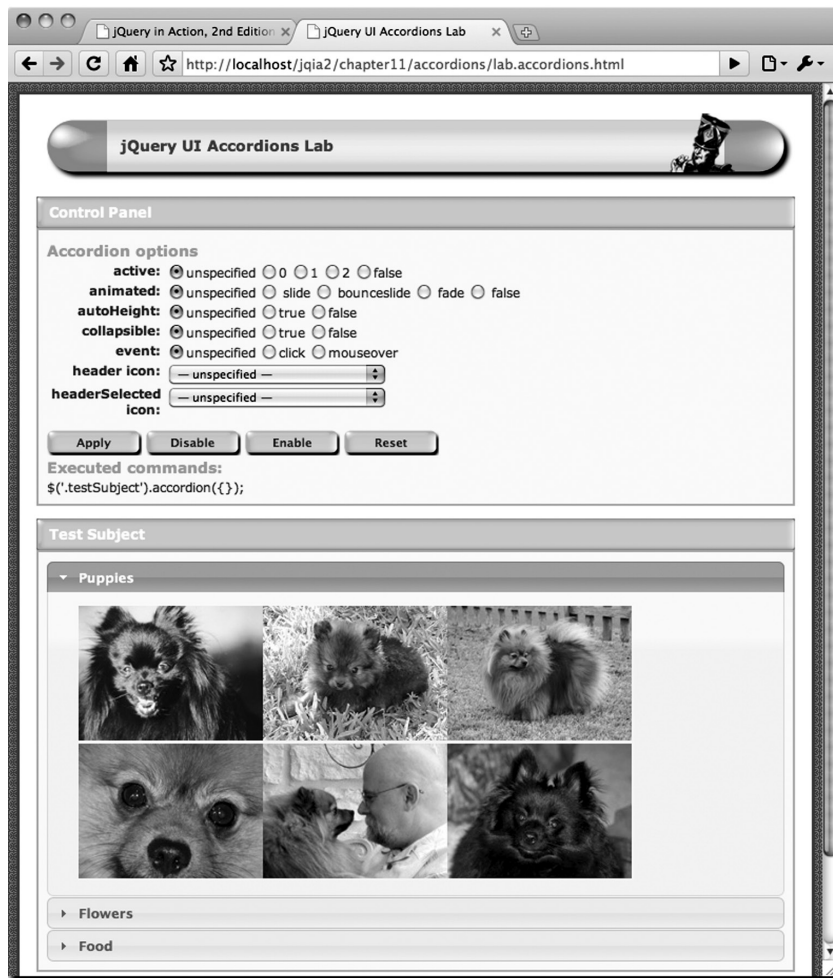 jQuery in Action, 2nd Edition
jQuery UI Accordions Lab
http://localhost/jqia2/chapter11/accordions/lab.accordions.html
jQuery UI Accordions Lab
Control Panel
Accordion options
active: unspecified 0 1 2 false
animated: unspecified slide bounceslide fade false
autoHeight: unspecified true false
collapsible: unspecified true false
event: unspecified click mouseover
header icon: — unspecified —
headerSelected icon: — unspecified —
Apply Disable Enable Reset
Executed commands:
$('.testSubject').accordion({});
Test Subject
Puppies
Flowers
Food